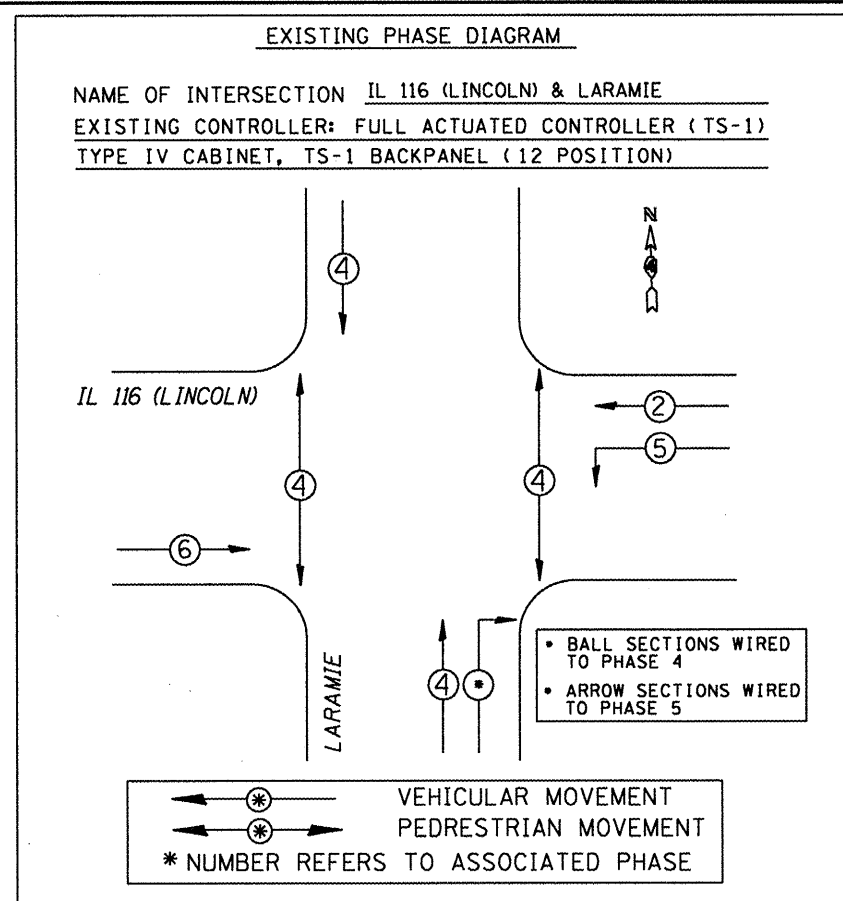 EXISTING PHASE DIAGRAM
NAME OF INTERSECTION IL 116 (LINCOLN) & LARAMIE
EXISTING CONTROLLER: FULL ACTUATED CONTROLLER (TS-1)
TYPE IV CABINET, TS-1 BACKPANEL (12 POSITION)
N
4
IL 116 (LINCOLN)
2
5
4
4
6
LARAMIE
4
*
• BALL SECTIONS WIRED
TO PHASE 4
• ARROW SECTIONS WIRED
TO PHASE 5
* VEHICULAR MOVEMENT
* PEDRESTRIAN MOVEMENT
* NUMBER REFERS TO ASSOCIATED PHASE